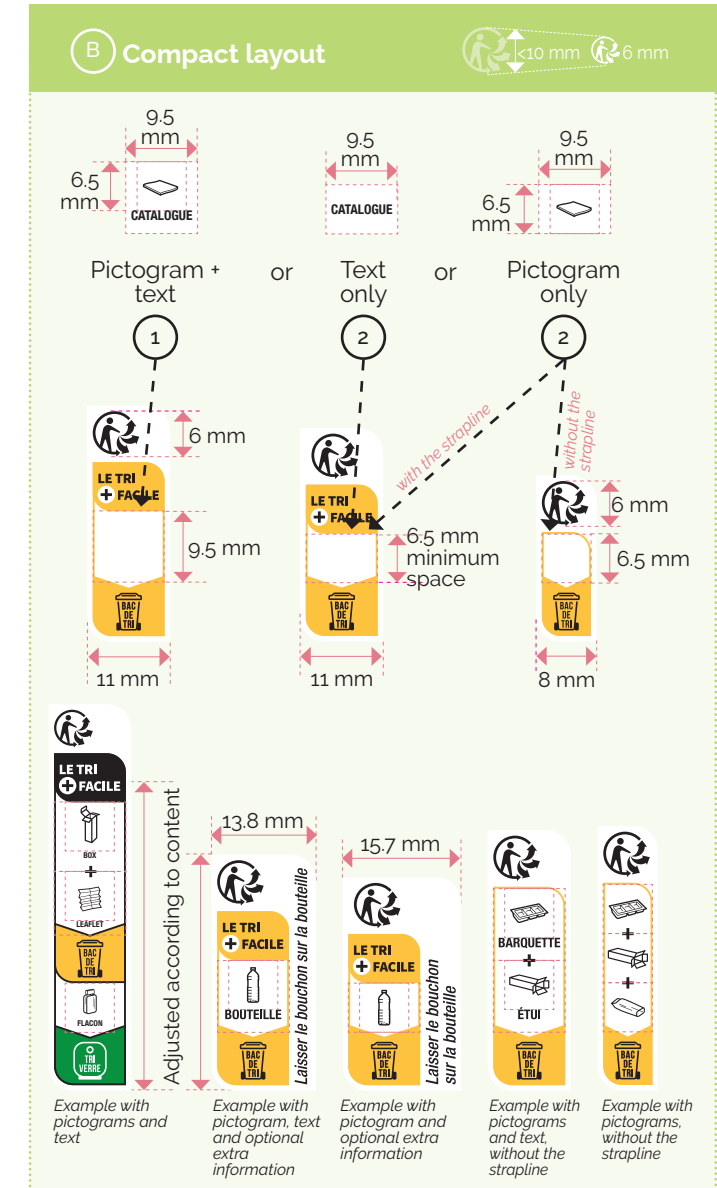 B Compact layout
<10 mm
6 mm
9.5
mm
6.5
mm
CATALOGUE
9.5
mm
CATALOGUE
9.5
mm
6.5
mm
Pictogram +
text
or
Text
only
or
Pictogram
only
1
2
2
with the strapline
without the
strapline
6 mm
LE TRI
+ FACILE
9.5 mm
BAC
DE
TRI
11 mm
LE TRI
+ FACILE
6.5 mm
minimum
space
BAC
DE
TRI
11 mm
6 mm
6.5 mm
BAC
DE
TRI
8 mm
LE TRI
+ FACILE
BOX
+
LEAFLET
BAC
DE
TRI
FLACON
TRI
VERRE
Adjusted according to content
Example with
pictograms and
text
13.8 mm
LE TRI
+ FACILE
BOUTEILLE
BAC
DE
TRI
Laisser le bouchon sur la bouteille
Example with
pictogram, text
and optional
extra
information
15.7 mm
LE TRI
+ FACILE
BAC
DE
TRI
Laisser le bouchon
sur la bouteille
Example with
pictogram and
optional extra
information
BARQUETTE
+
ÉTUI
BAC
DE
TRI
Example with
pictograms
and text,
without the
strapline
+
+
BAC
DE
TRI
Example with
pictograms,
without the
strapline